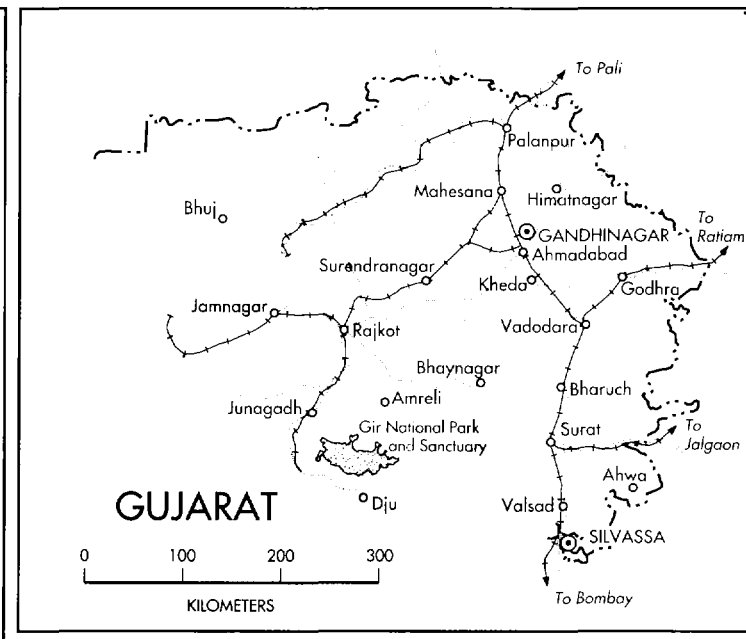 To Pali
Palanpur
Mahesana
Himatnagar
Bhuj
To
Ratiam
GANDHINAGAR
Ahmadabad
Surandranagar
Kheda
Godhra
Jamnagar
Rajkot
Vadodara
Bhaynagar
Bharuch
Amreli
Junagadh
Gir National Park
and Sanctuary
Surat
To
Jalgaon
Ahwa
Dju
Valsad
GUJARAT
SILVASSA
0 100 200 300
KILOMETERS
To Bombay